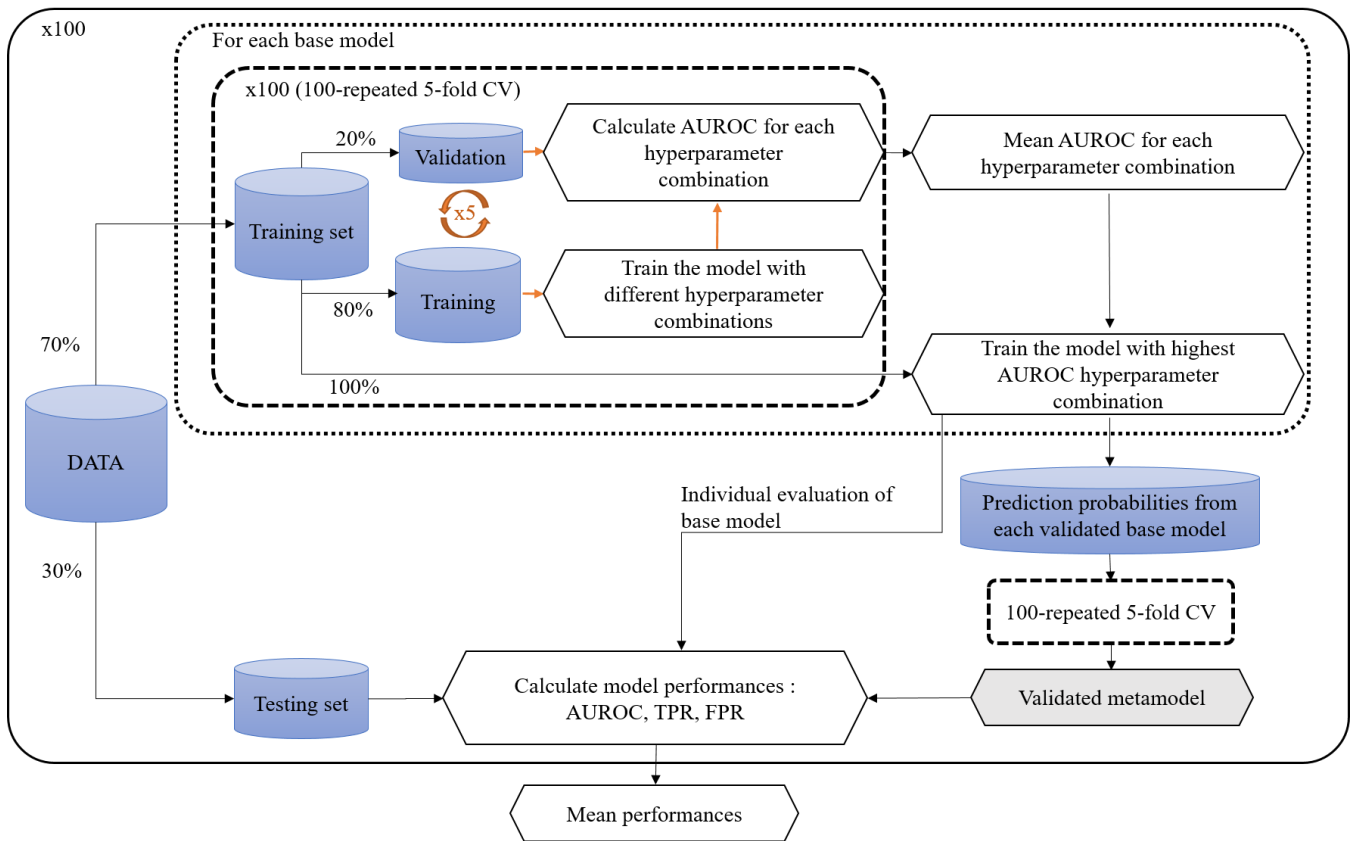 x100
For each base model
x100 (100-repeated 5-fold CV)
20%
Validation
Calculate AUROC for each
hyperparameter
combination
Mean AUROC for each
hyperparameter combination
Training set
x5
80%
Training
Train the model with
different hyperparameter
combinations
70%
100%
Train the model with highest
AUROC hyperparameter
combination
DATA
Individual evaluation of
base model
Prediction probabilities from
each validated base model
30%
100-repeated 5-fold CV
Testing set
Calculate model performances :
AUROC, TPR, FPR
Validated metamodel
Mean performances